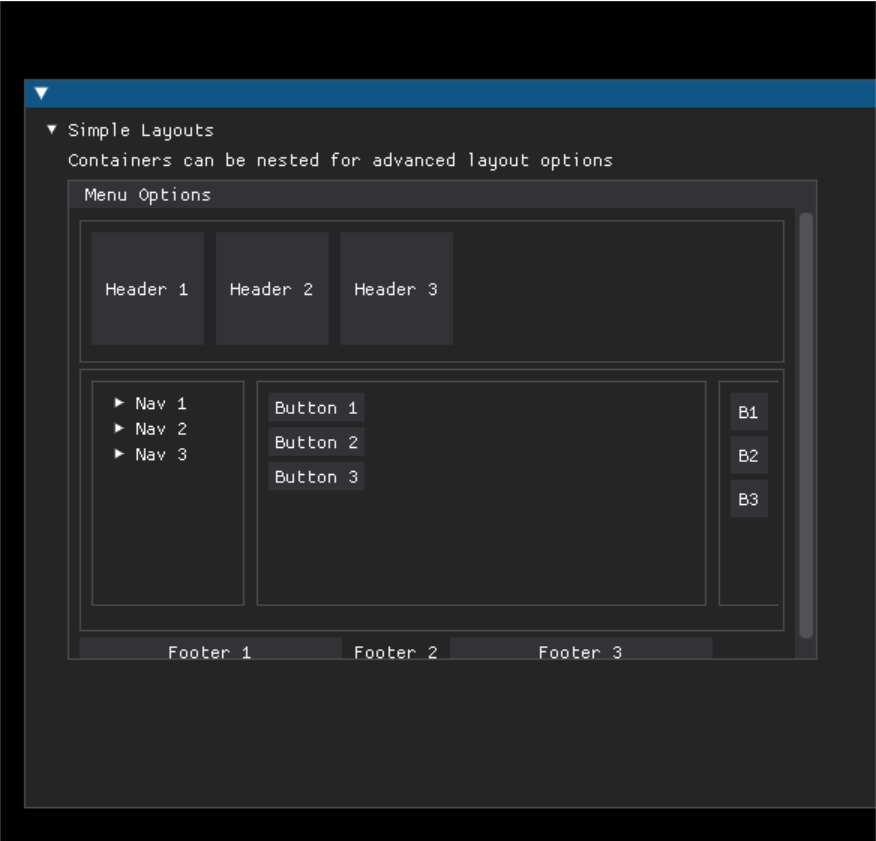 Simple Layouts
Containers can be nested for advanced layout options
Menu Options
Header 1 Header 2 Header 3
Nav 1
Nav 2
Nav 3
Button 1
Button 2
Button 3
B1
B2
B3
Footer 1 Footer 2 Footer 3